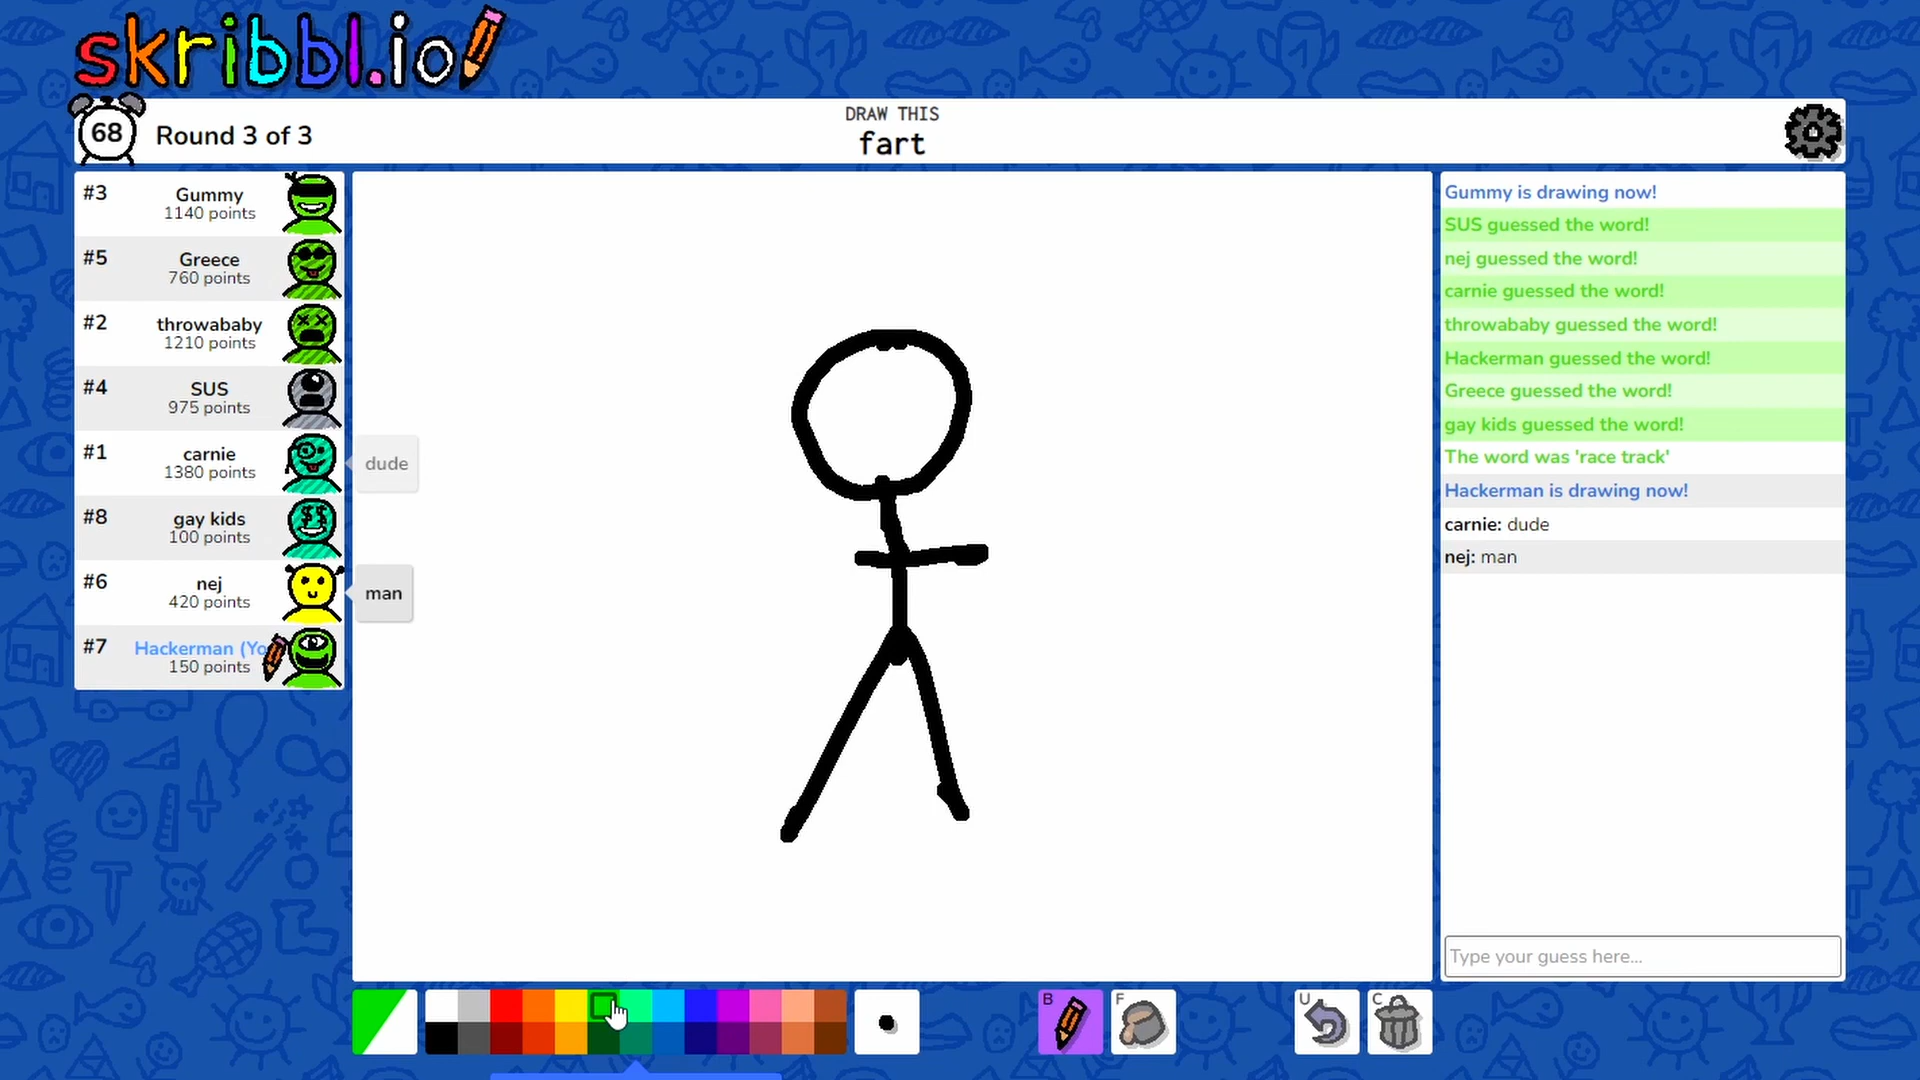 skribbl.io
68
Round 3 of 3
DRAW THIS
fart
#3
Gummy
1140 points
#5
Greece
760 points
#2
throwababy
1210 points
#4
SUS
975 points
#1
carnie
1380 points
dude
#8
gay kids
100 points
#6
nej
420 points
man
#7
Hackerman (Yo
150 points
Gummy is drawing now!
SUS guessed the word!
nej guessed the word!
carnie guessed the word!
throwababy guessed the word!
Hackerman guessed the word!
Greece guessed the word!
gay kids guessed the word!
The word was 'race track'
Hackerman is drawing now!
carnie: dude
nej: man
Type your guess here...
B
F
U
C